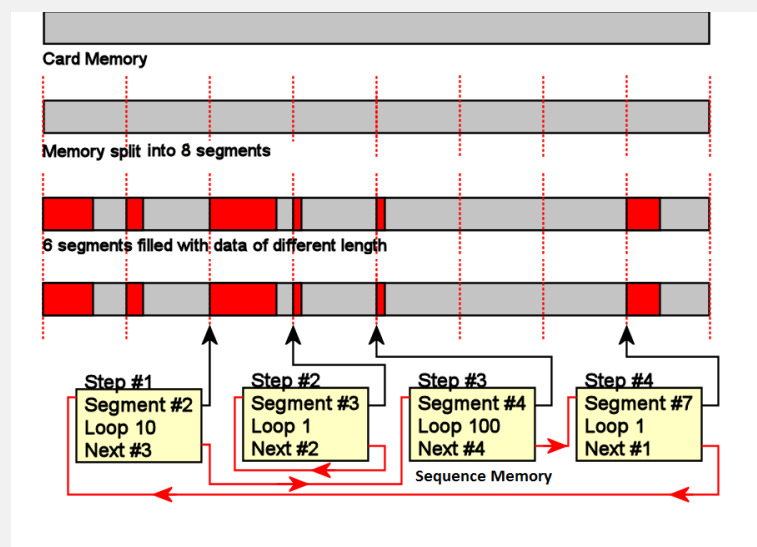 Card Memory
Memory split into 8 segments
6 segments filled with data of different length
Step #1
Segment #2
Loop 10
Next #3
Step #2
Segment #3
Loop 1
Next #2
Step #3
Segment #4
Loop 100
Next #4
Step #4
Segment #7
Loop 1
Next #1
Sequence Memory